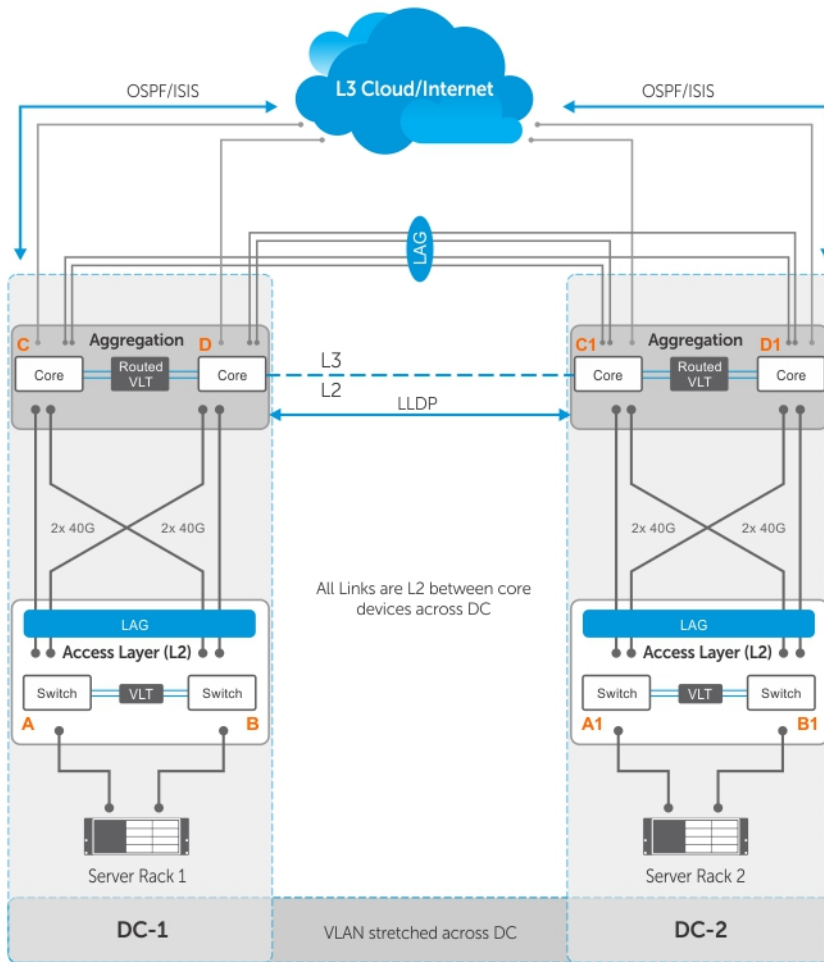 L3 Cloud/Internet
OSPF/ISIS
OSPF/ISIS
LAG
C
Aggregation
D
Core
Routed
VLT
Core
L3
L2
LLDP
C1
Aggregation
D1
Core
Routed
VLT
Core
2x 40G
2x 40G
2x 40G
2x 40G
All Links are L2 between core
devices across DC
LAG
Access Layer (L2)
Switch
VLT
Switch
A
B
LAG
Access Layer (L2)
Switch
VLT
Switch
A1
B1
Server Rack 1
Server Rack 2
DC-1
VLAN stretched across DC
DC-2